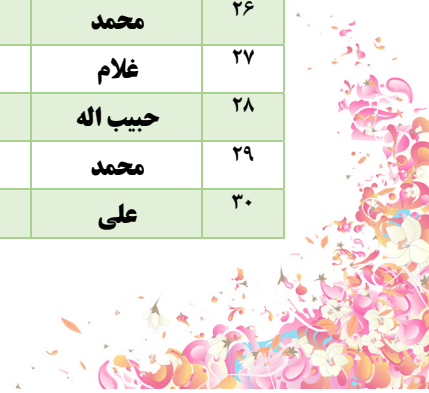 ۲۶ محمد
۲۷ غلام
۲۸ حبیب اله
۲۹ محمد
۳۰ علی